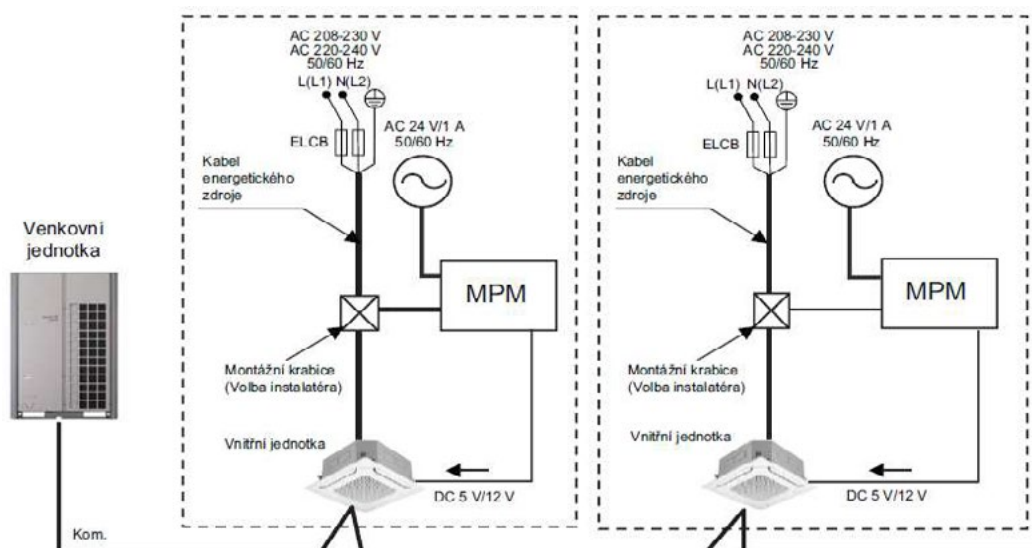 Venkovní
jednotka
Kom.
AC 208-230 V
AC 220-240 V
50/60 Hz
L(L1) N(L2)
ELCB
AC 24 V/1 A
50/60 Hz
Kabel
energetického
zdroje
MPM
Montážní krabice
(Volba instalatéra)
Vnitřní jednotka
DC 5 V/12 V
AC 208-230 V
AC 220-240 V
50/60 Hz
L(L1) N(L2)
ELCB
AC 24 V/1 A
50/60 Hz
Kabel
energetického
zdroje
MPM
Montážní krabice
(Volba instalatéra)
Vnitřní jednotka
DC 5 V/12 V